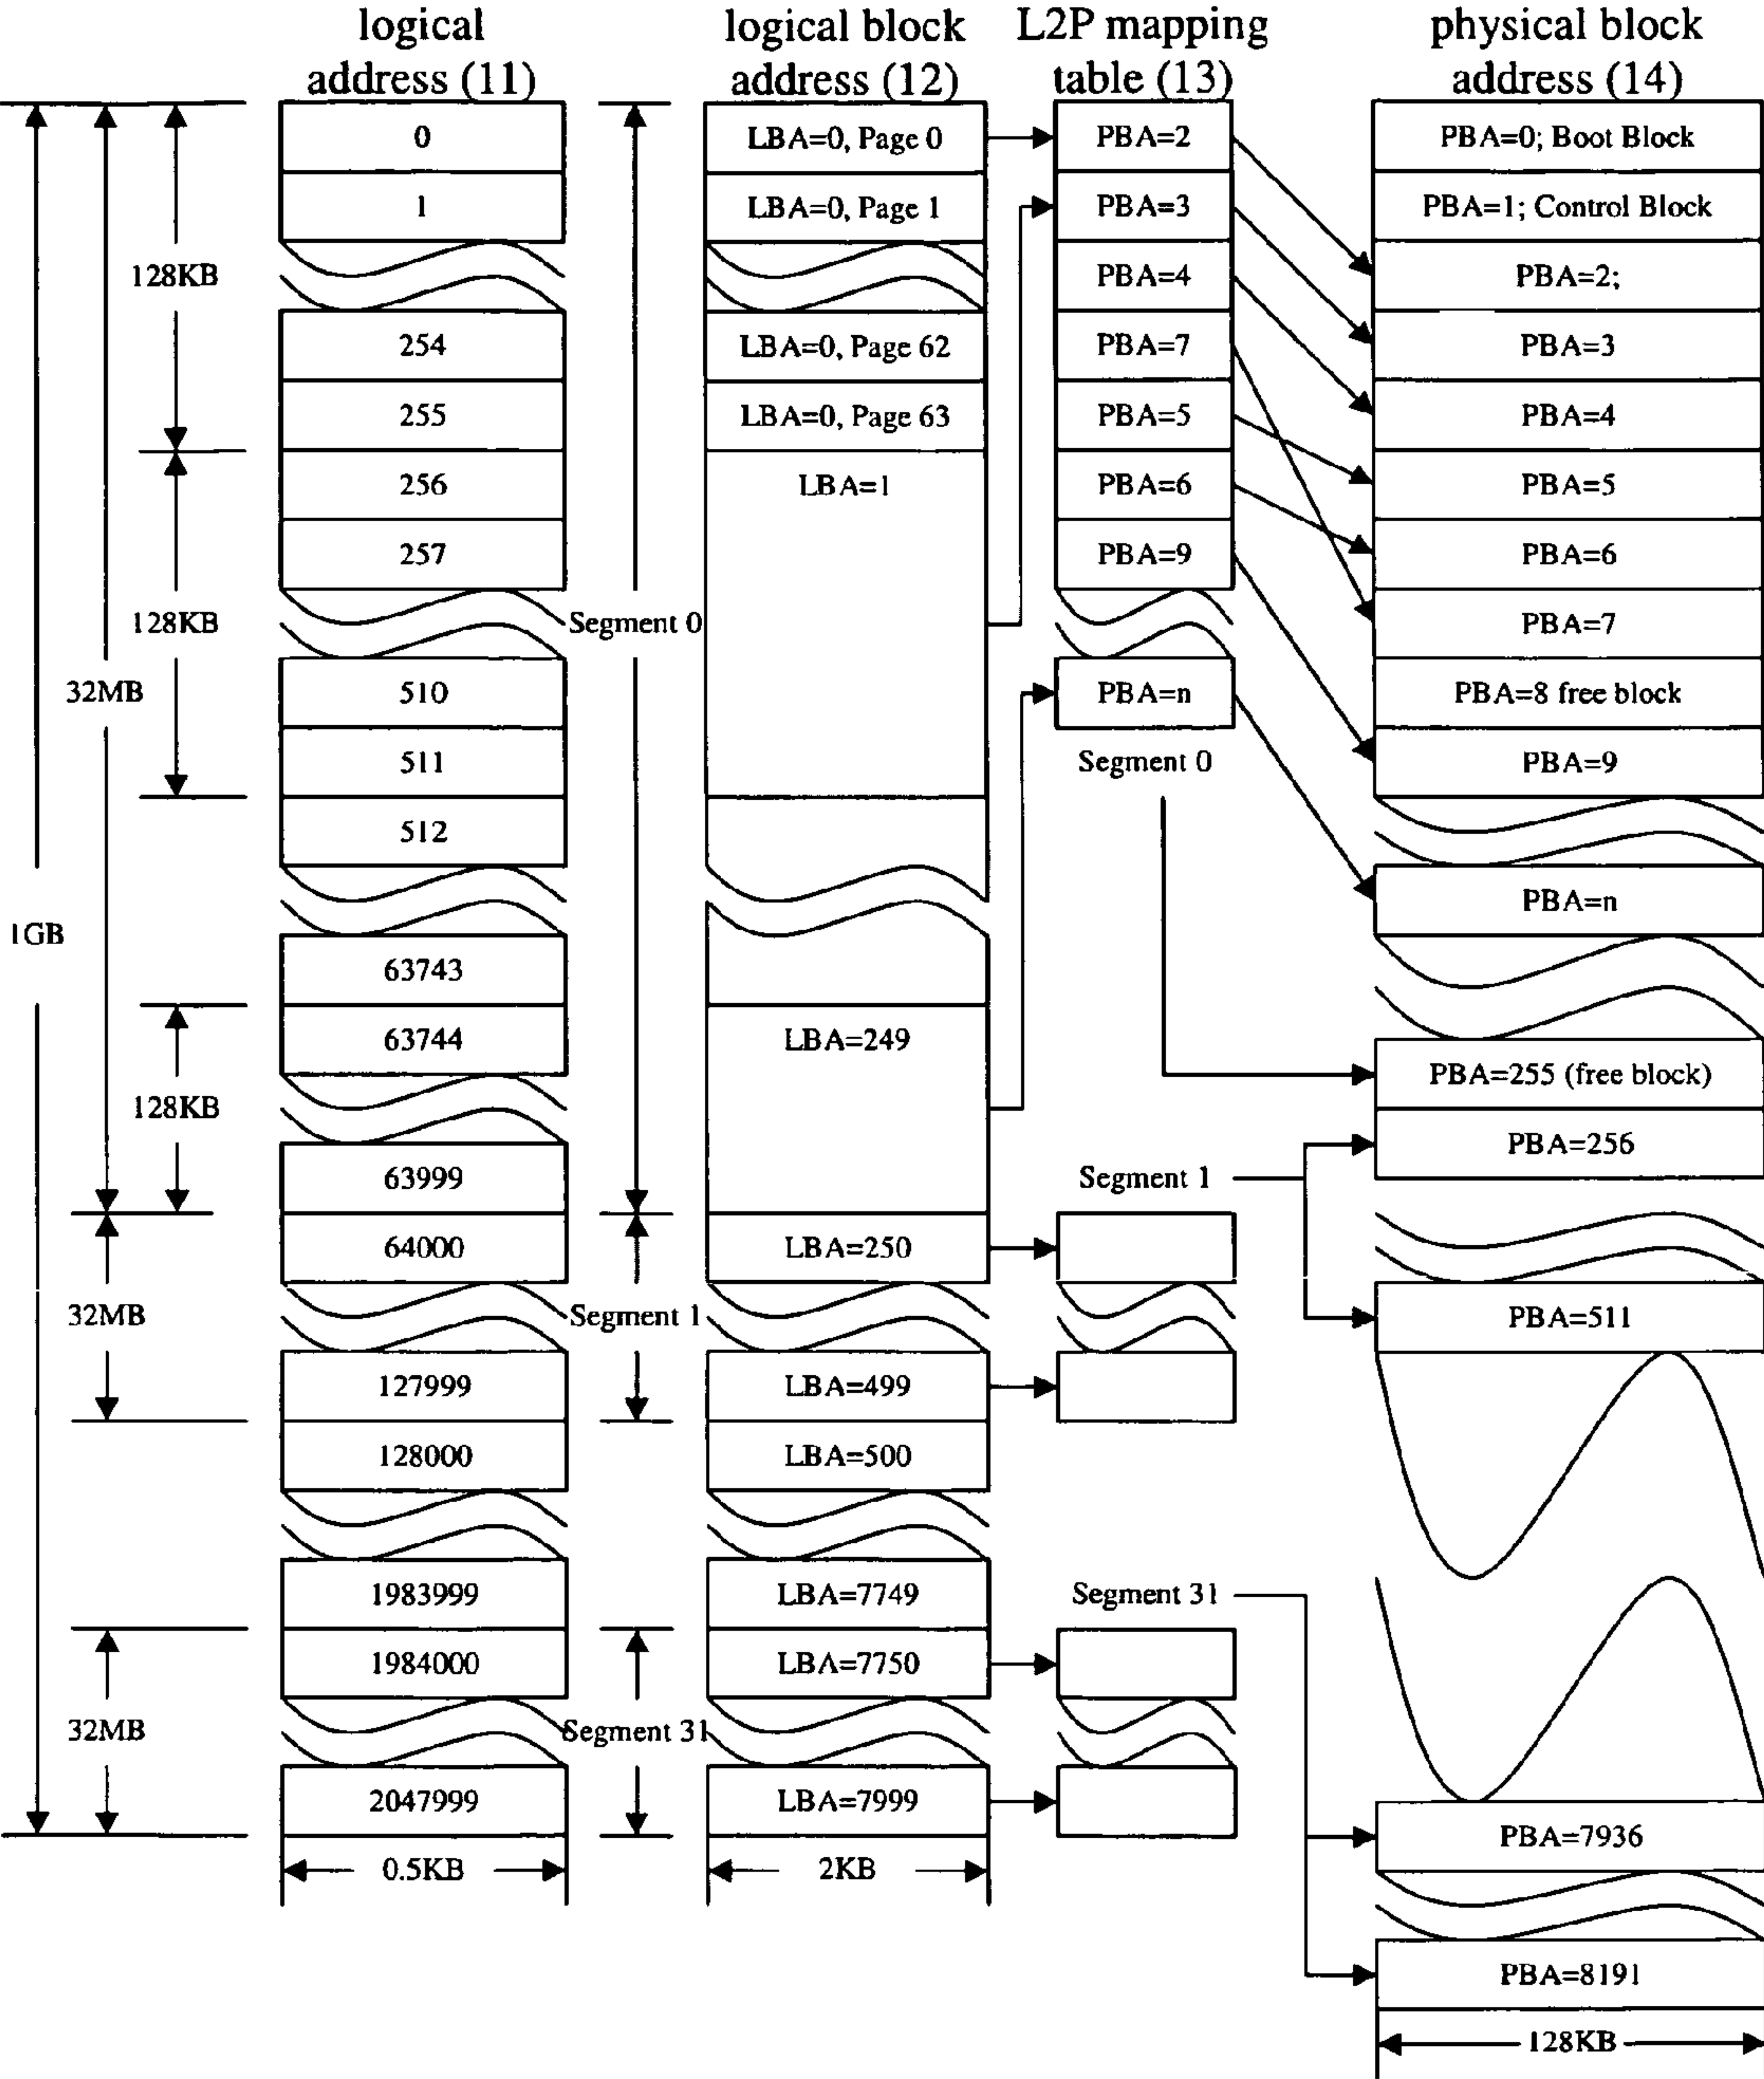 logical
address (11)
logical block
address (12)
L2P mapping
table (13)
physical block
address (14)
1GB
32MB
128KB
128KB
128KB
32MB
32MB
0
1
254
255
256
257
510
511
512
63743
63744
63999
64000
127999
128000
1983999
1984000
2047999
0.5KB
Segment 0
Segment 1
Segment 31
LBA=0, Page 0
LBA=0, Page 1
LBA=0, Page 62
LBA=0, Page 63
LBA=1
LBA=249
LBA=250
LBA=499
LBA=500
LBA=7749
LBA=7750
LBA=7999
2KB
PBA=2
PBA=3
PBA=4
PBA=7
PBA=5
PBA=6
PBA=9
PBA=n
Segment 0
Segment 1
Segment 31
PBA=0; Boot Block
PBA=1; Control Block
PBA=2;
PBA=3
PBA=4
PBA=5
PBA=6
PBA=7
PBA=8 free block
PBA=9
PBA=n
PBA=255 (free block)
PBA=256
PBA=511
PBA=7936
PBA=8191
128KB